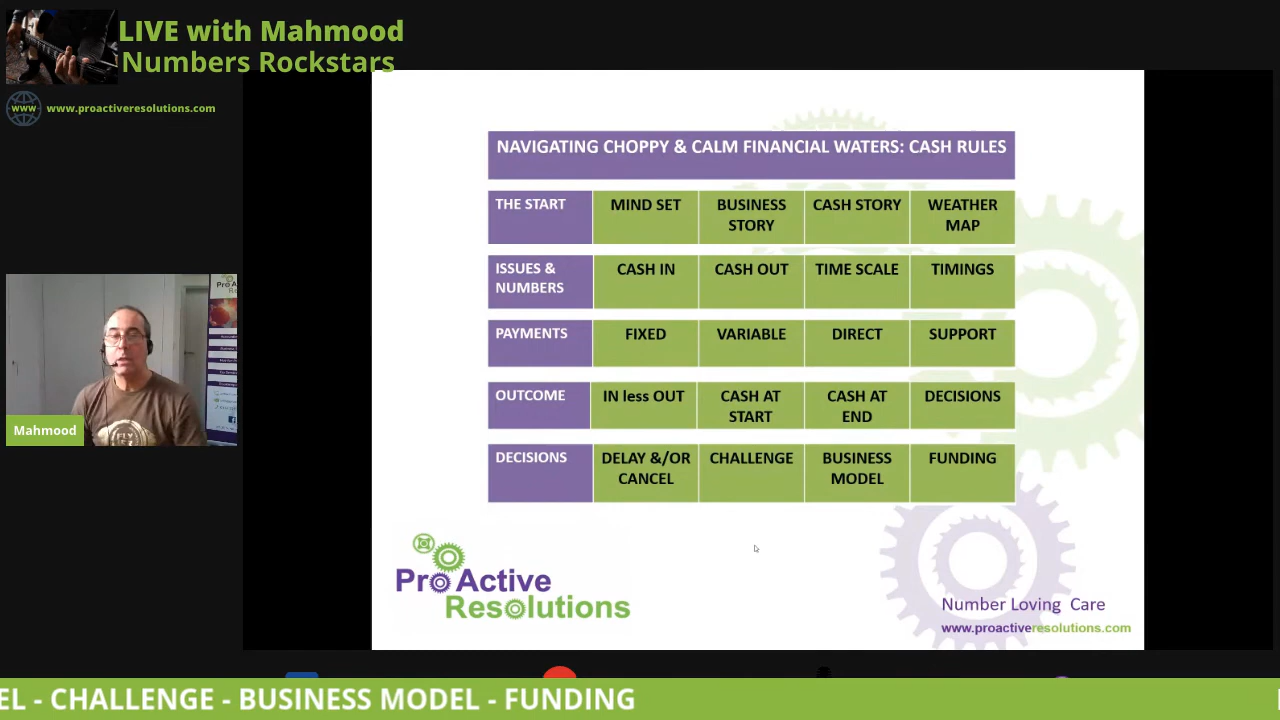 LIVE with Mahmood
Numbers Rockstars
www
www.proactiveresolutions.com
NAVIGATING CHOPPY & CALM FINANCIAL WATERS: CASH RULES
THE START
MIND SET
BUSINESS
STORY
CASH STORY
WEATHER
MAP
ISSUES &
NUMBERS
CASH IN
CASH OUT
TIME SCALE
TIMINGS
PAYMENTS
FIXED
VARIABLE
DIRECT
SUPPORT
OUTCOME
IN less OUT
CASH AT
START
CASH AT
END
DECISIONS
DECISIONS
DELAY &/OR
CANCEL
CHALLENGE
BUSINESS
MODEL
FUNDING
Mahmood
ProActive
Resolutions
Number Loving Care
www.proactiveresolutions.com
EL - CHALLENGE - BUSINESS MODEL - FUNDING